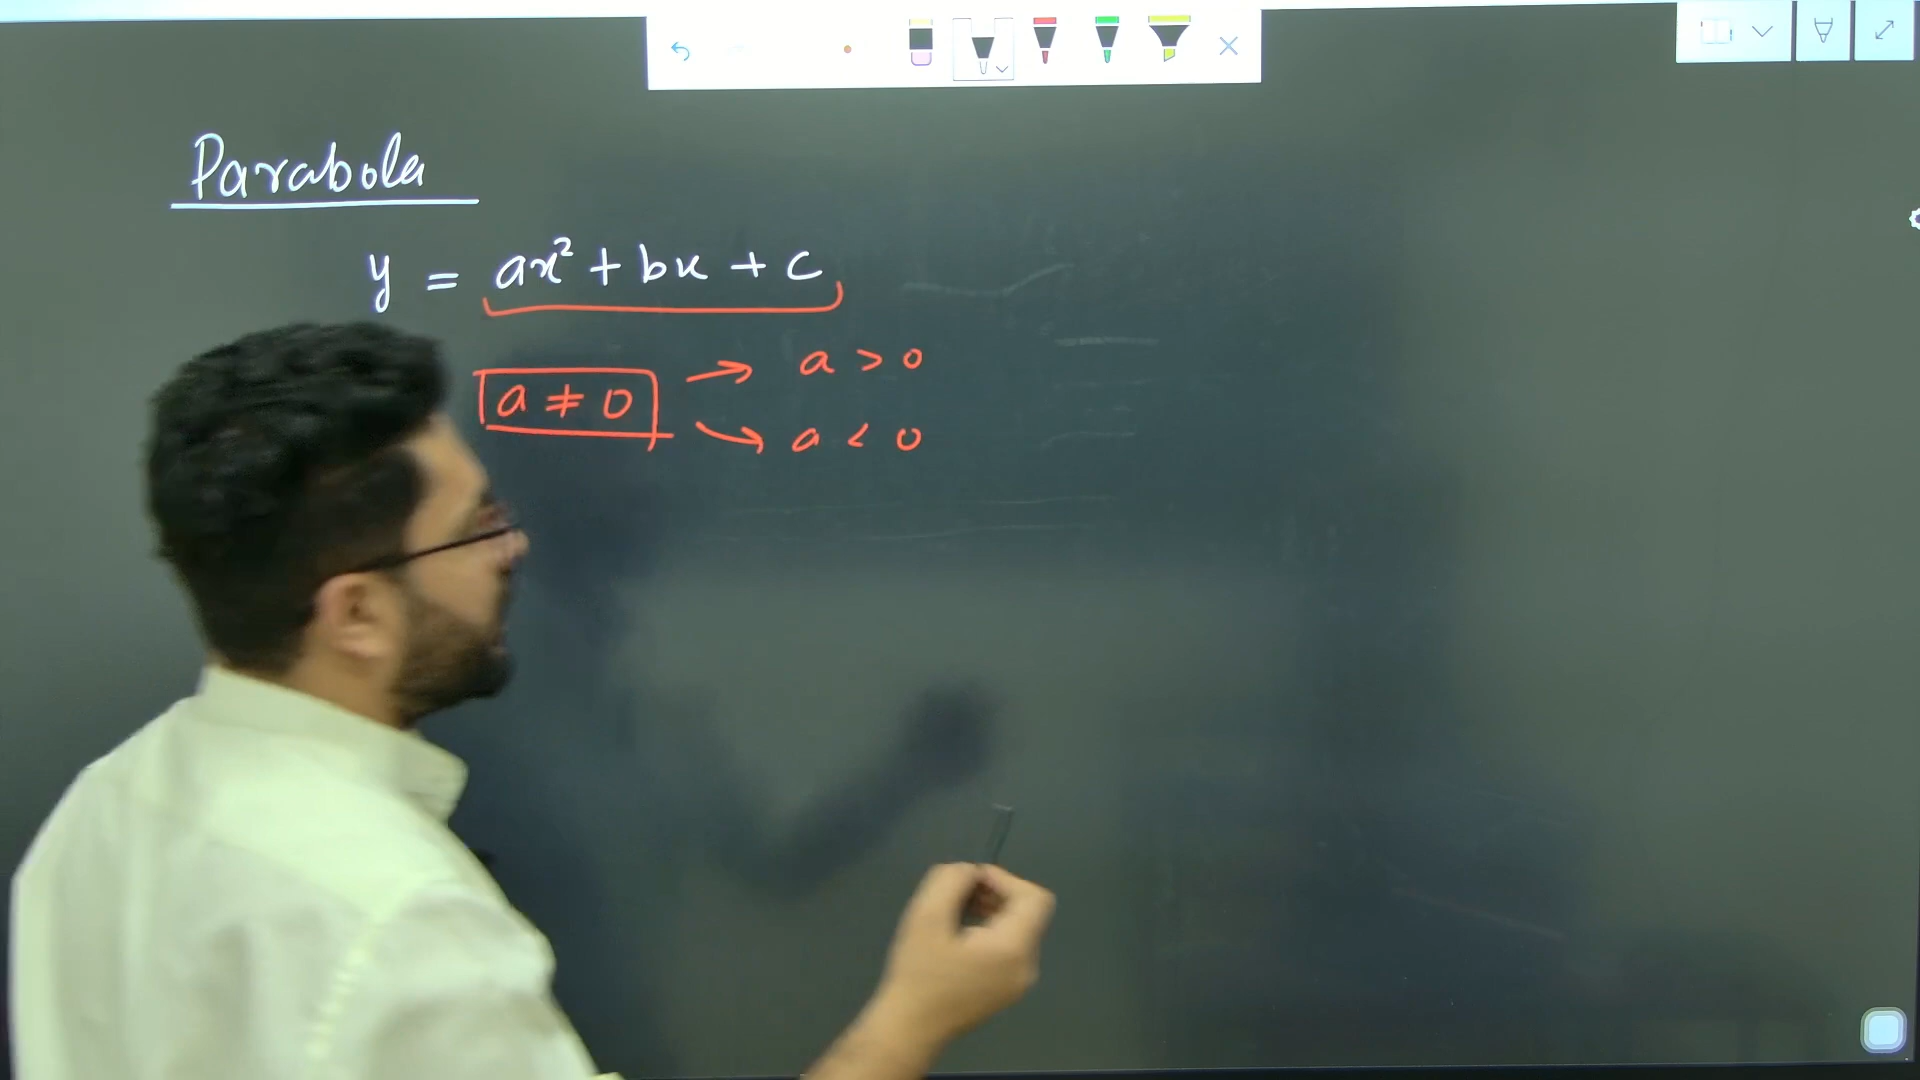 Parabola
y = ax² + bx + c
a ≠ 0 → a > 0
→ a < 0